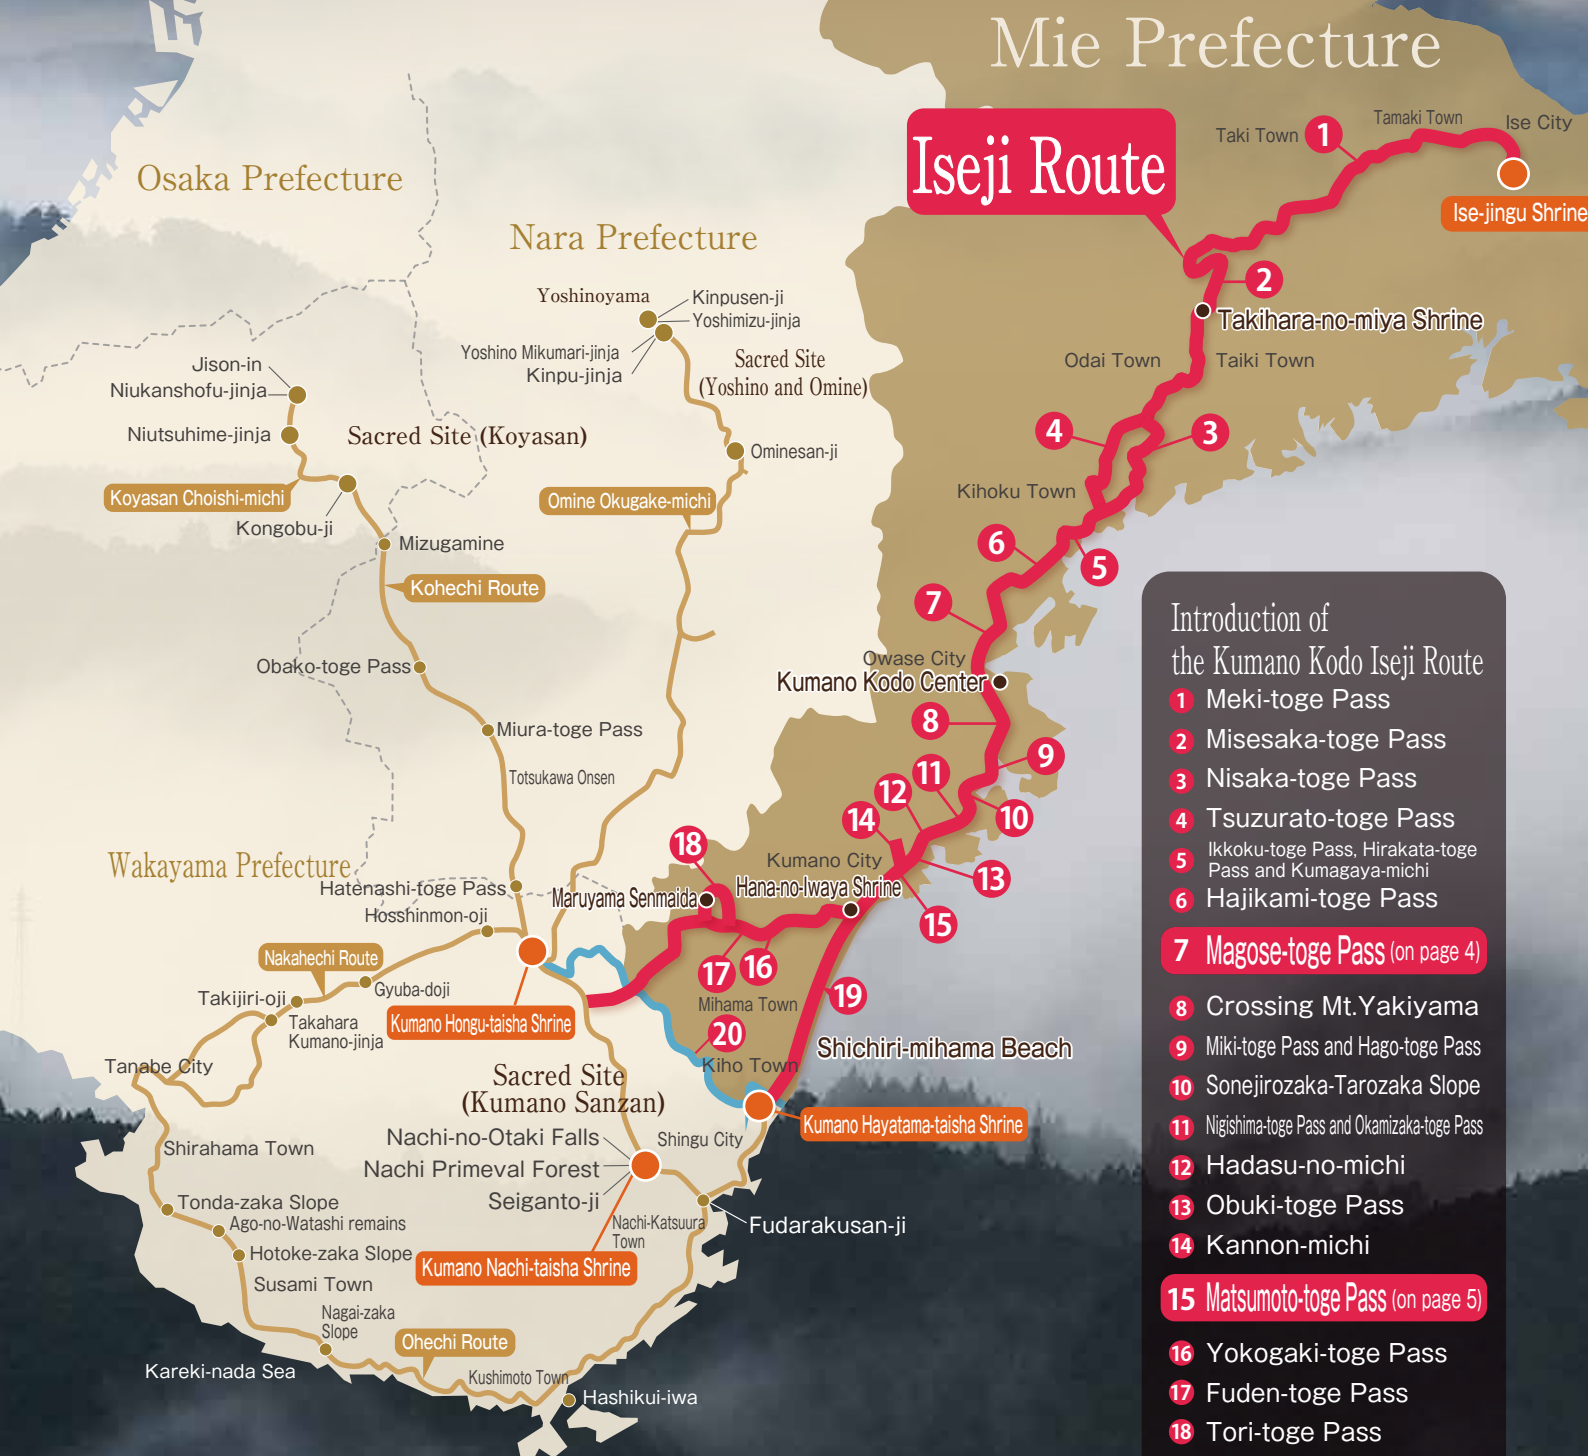 Mie Prefecture
Iseji Route
Taki Town
1
Tamaki Town
Ise City
Ise-jingu Shrine
Osaka Prefecture
Nara Prefecture
2
Takihara-no-miya Shrine
Yoshinoyama
Kinpusen-ji
Yoshimizu-jinja
Yoshino Mikumari-jinja
Kinpu-jinja
Sacred Site
(Yoshino and Omine)
Odai Town
Taiki Town
Jison-in
Niukanshofu-jinja
Niutsuhime-jinja
Sacred Site (Koyasan)
Ominesan-ji
4
3
Koyasan Choishi-michi
Omine Okugake-michi
Kihoku Town
Kongobu-ji
Mizugamine
6
5
Kohechi Route
7
Obako-toge Pass
Owase City
Kumano Kodo Center
Miura-toge Pass
8
9
Totsukawa Onsen
11
12
10
14
18
Kumano City
13
Wakayama Prefecture
Hatenashi-toge Pass
Maruyama Senmaida
Hana-no-Iwaya Shrine
Hosshinmon-oji
15
Nakahechi Route
17
16
Gyuba-doji
Takijiri-oji
Mihama Town
19
Takahara
Kumano-jinja
Kumano Hongu-taisha Shrine
20
Shichiri-mihama Beach
Tanabe City
Kiho Town
Sacred Site
(Kumano Sanzan)
Kumano Hayatama-taisha Shrine
Shirahama Town
Nachi-no-Otaki Falls
Nachi Primeval Forest
Seiganto-ji
Shingu City
Tonda-zaka Slope
Ago-no-Watashi remains
Nachi-Katsuura
Town
Fudarakusan-ji
Hotoke-zaka Slope
Kumano Nachi-taisha Shrine
Susami Town
Nagai-zaka
Slope
Ohechi Route
Kareki-nada Sea
Kushimoto Town
Hashikui-iwa
Introduction of
the Kumano Kodo Iseji Route
1 Meki-toge Pass
2 Misesaka-toge Pass
3 Nisaka-toge Pass
4 Tsuzurato-toge Pass
5 Ikkoku-toge Pass, Hirakata-toge
Pass and Kumagaya-michi
6 Hajikami-toge Pass
7 Magose-toge Pass (on page 4)
8 Crossing Mt.Yakiyama
9 Miki-toge Pass and Hago-toge Pass
10 Sonejirozaka-Tarozaka Slope
11 Nigishima-toge Pass and Okamizaka-toge Pass
12 Hadasu-no-michi
13 Obuki-toge Pass
14 Kannon-michi
15 Matsumoto-toge Pass (on page 5)
16 Yokogaki-toge Pass
17 Fuden-toge Pass
18 Tori-toge Pass